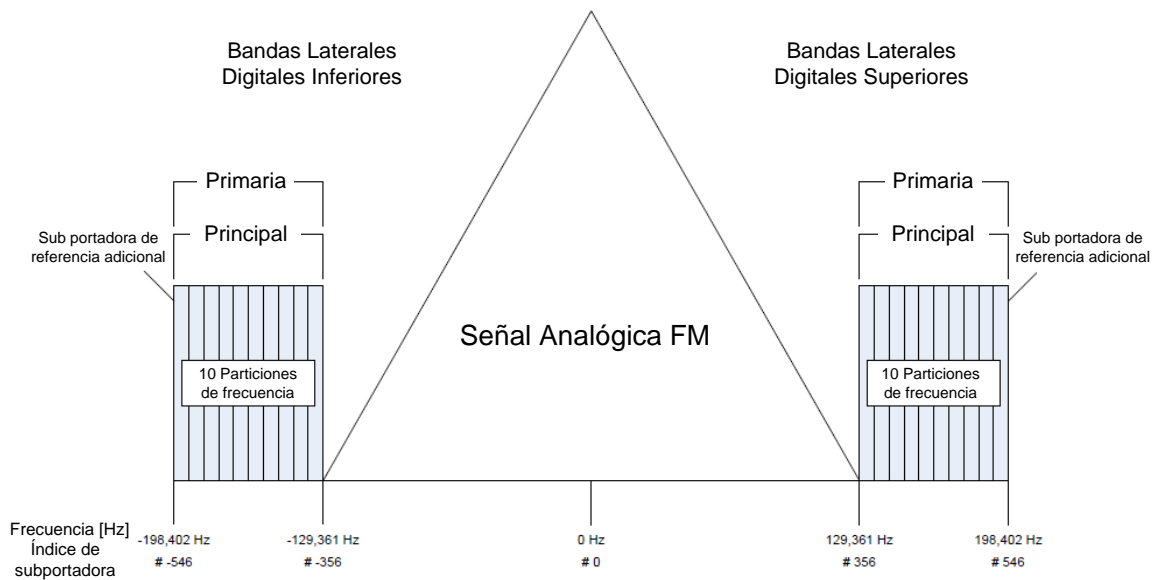 Bandas Laterales
Digitales Inferiores
Bandas Laterales
Digitales Superiores
Primaria
Principal
Primaria
Principal
Sub portadora de
referencia adicional
Sub portadora de
referencia adicional
Señal Analógica FM
10 Particiones
de frecuencia
10 Particiones
de frecuencia
Frecuencia [Hz]
Índice de
subportadora
-198,402 Hz
# -546
-129,361 Hz
# -356
0 Hz
# 0
129,361 Hz
# 356
198,402 Hz
# 546